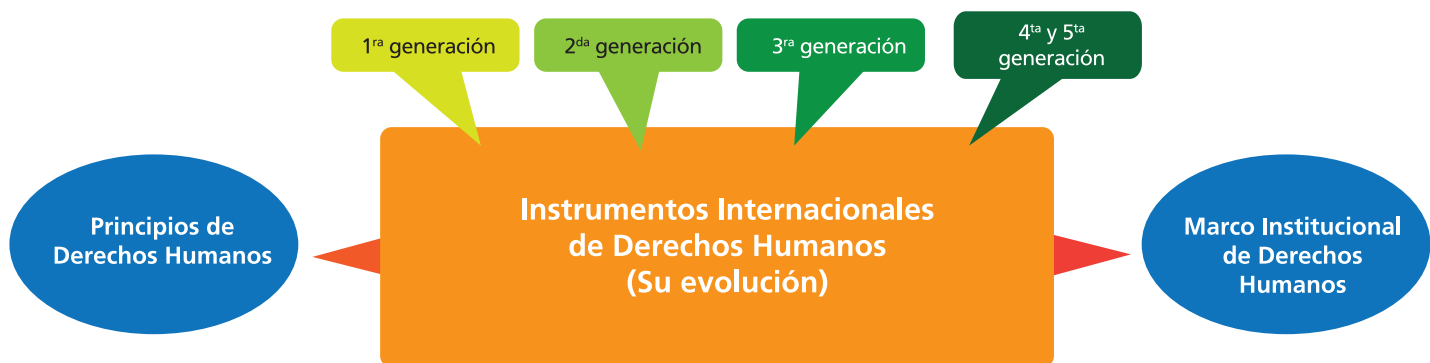 1ra generación
2da generación
3ra generación
4ta y 5ta
generación
Principios de
Derechos Humanos
Instrumentos Internacionales
de Derechos Humanos
(Su evolución)
Marco Institucional
de Derechos
Humanos